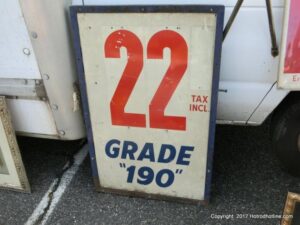 22
TAX
INCL.
GRADE
"190"
Copyright 2017 Hotrodhotline.com